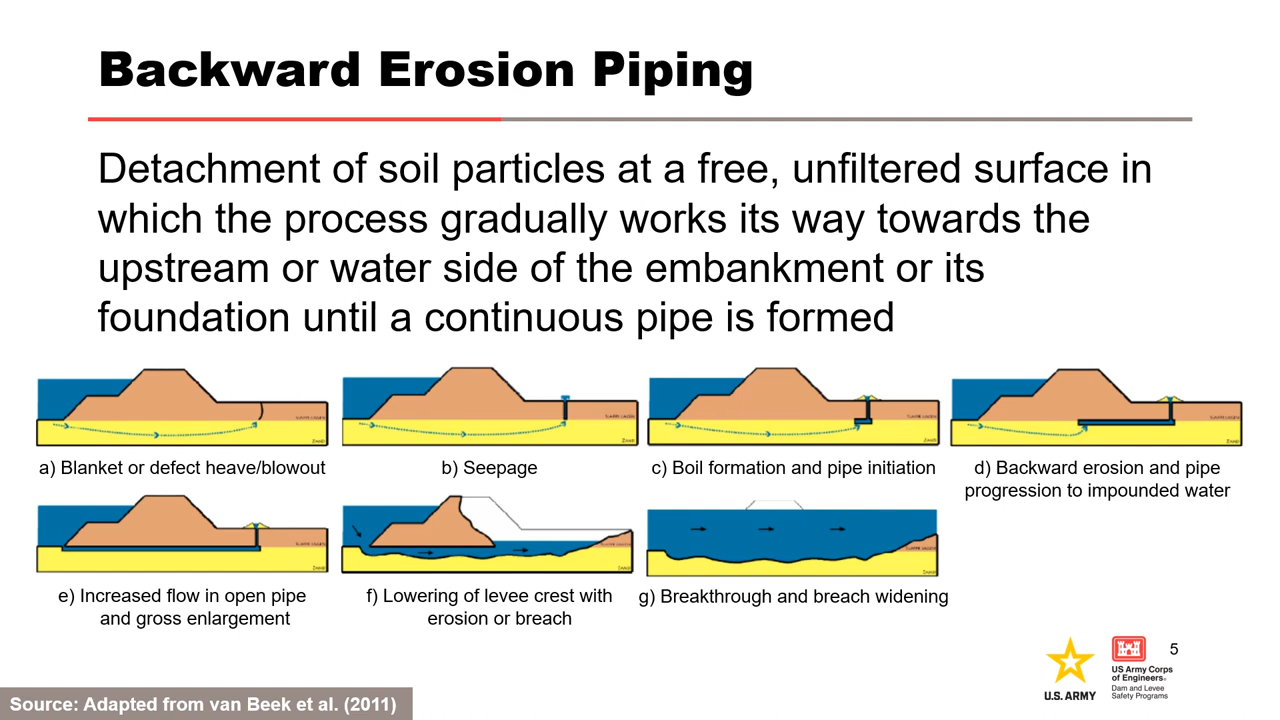 Backward Erosion Piping
Detachment of soil particles at a free, unfiltered surface in
which the process gradually works its way towards the
upstream or water side of the embankment or its
foundation until a continuous pipe is formed
a) Blanket or defect heave/blowout
b) Seepage
c) Boil formation and pipe initiation
d) Backward erosion and pipe
progression to impounded water
e) Increased flow in open pipe
and gross enlargement
f) Lowering of levee crest with
erosion or breach
g) Breakthrough and breach widening
5
U.S. ARMY
US Army Corps
of Engineers®
Dam and Levee
Safety Programs
Source: Adapted from van Beek et al. (2011)